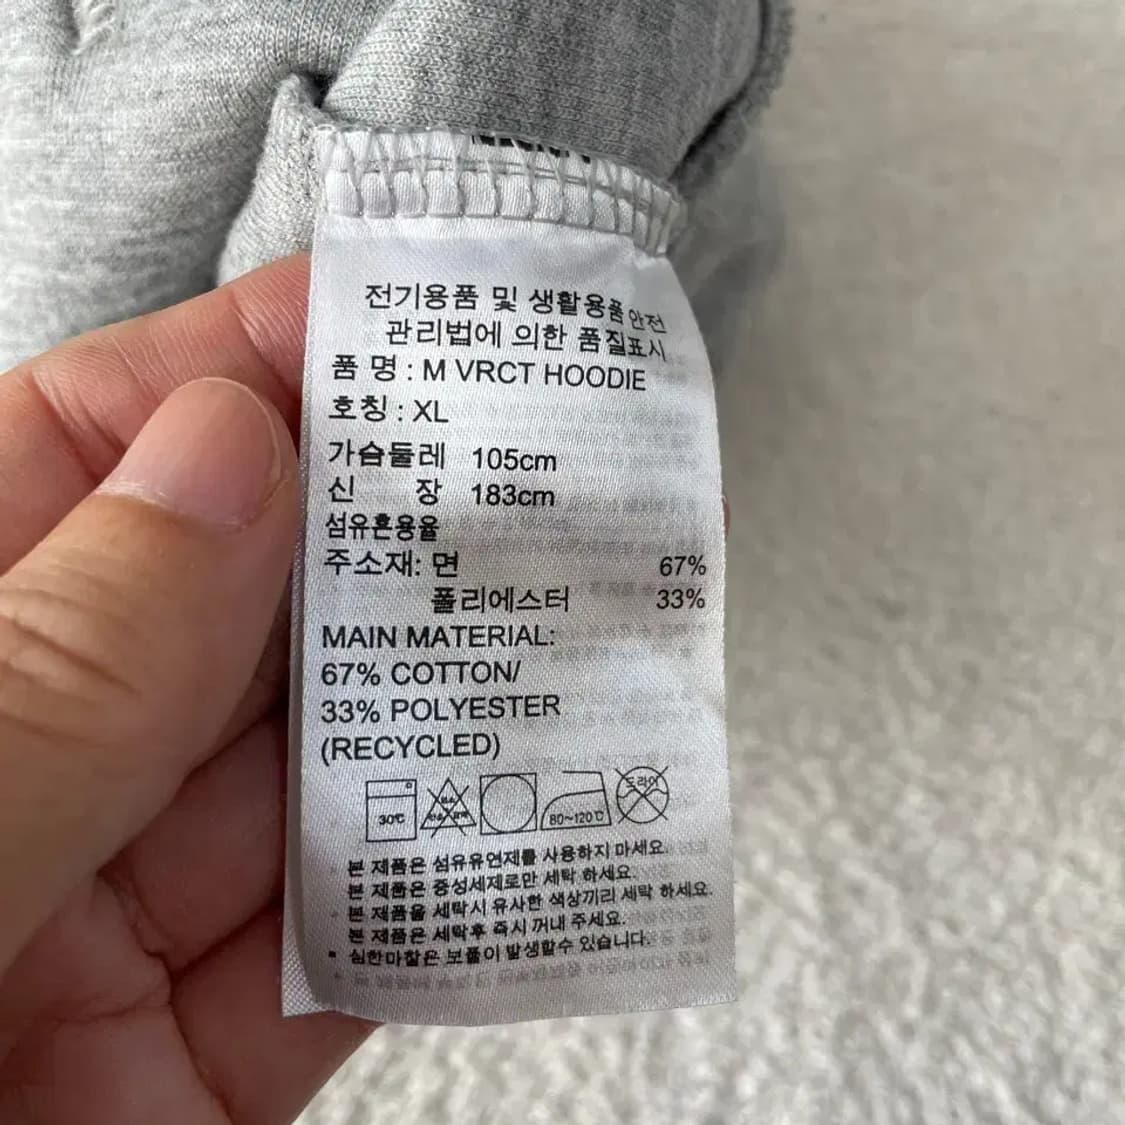 전기용품 및 생활용품 안전
관리법에 의한 품질표시
품 명 : M VRCT HOODIE
호칭 : XL
가슴둘레 105cm
신 장 183cm
섬유혼용율
주소재: 면 67%
폴리에스터 33%
MAIN MATERIAL:
67% COTTON/
33% POLYESTER
(RECYCLED)
30℃ 80~120℃ 드라이
본 제품은 섬유유연제를 사용하지 마세요.
본 제품은 중성세제로만 세탁 하세요.
본 제품을 세탁시 유사한 색상끼리 세탁 하세요.
본 제품은 세탁후 즉시 꺼내 주세요.
심한마찰은 보풀이 발생할수 있습니다.